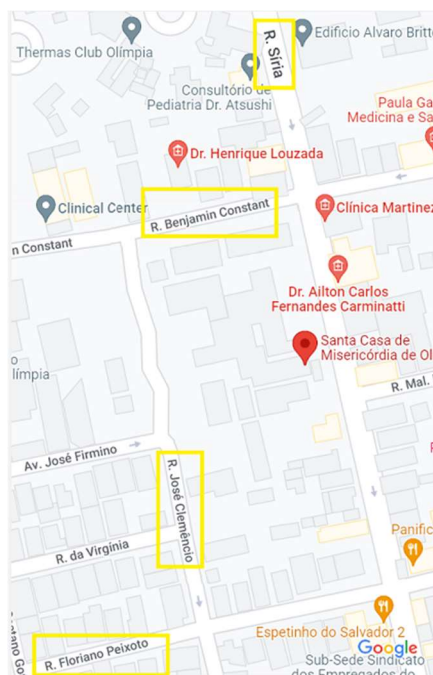 R. Síria
Edificio Alvaro Britto
Thermas Club Olímpia
Consultório de
Pediatria Dr. Atsushi
Paula Ga
Medicina e Sa
Dr. Henrique Louzada
Clinical Center
R. Benjamin Constant
Clínica Martinez
n Constant
Dr. Ailton Carlos
Fernandes Carminatti
Santa Casa de
Misericórdia de Ol
o
límpia
R. Mal.
Av. José Firmino
R. José Clemêncio
R. da Virgínia
Panific
Espetinho do Salvador 2
Google
R. Floriano Peixoto
Sub-Sede Sindicato
dos Empregados de